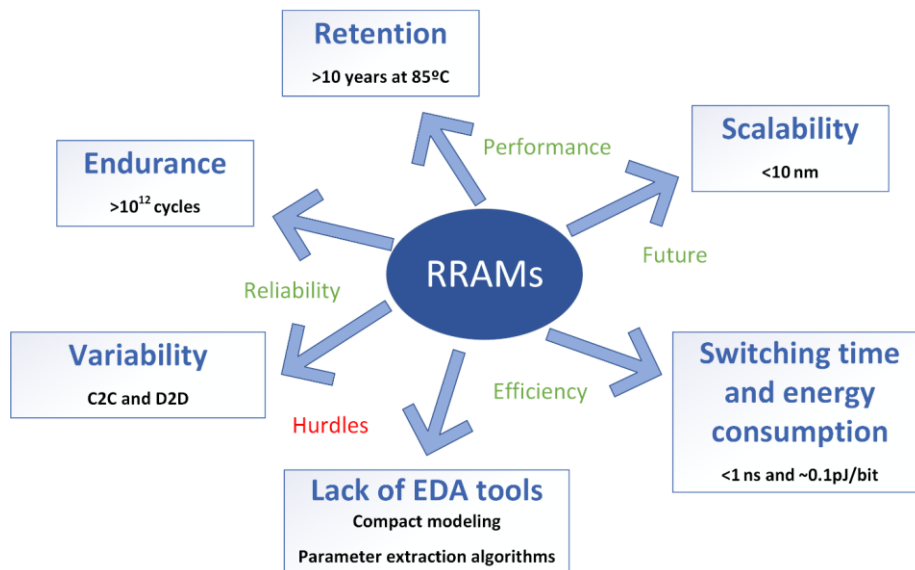 Retention
>10 years at 85ºC
Performance
Scalability
<10 nm
Endurance
>10¹² cycles
RRAMs
Future
Reliability
Variability
C2C and D2D
Hurdles
Efficiency
Switching time
and energy
consumption
<1 ns and ~0.1pJ/bit
Lack of EDA tools
Compact modeling
Parameter extraction algorithms